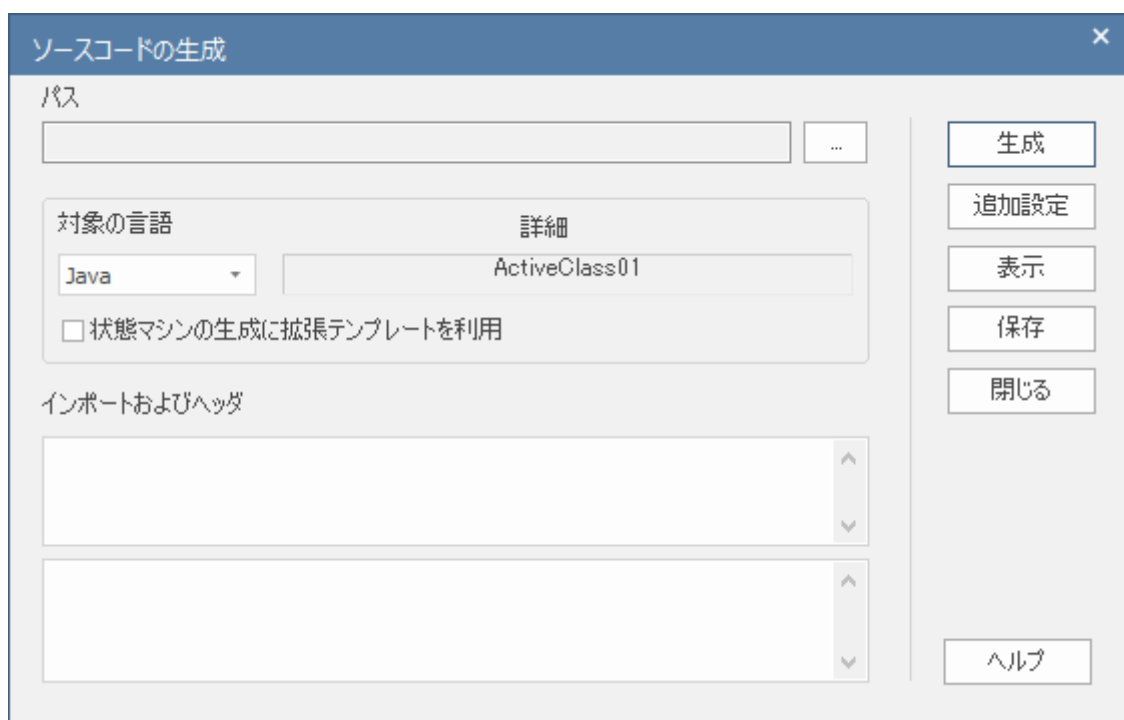 ソースコードの生成
パス
...
生成
追加設定
対象の言語
詳細
Java
ActiveClass01
表示
状態マシンの生成に拡張テンプレートを利用
保存
閉じる
インポートおよびヘッダ
ヘルプ